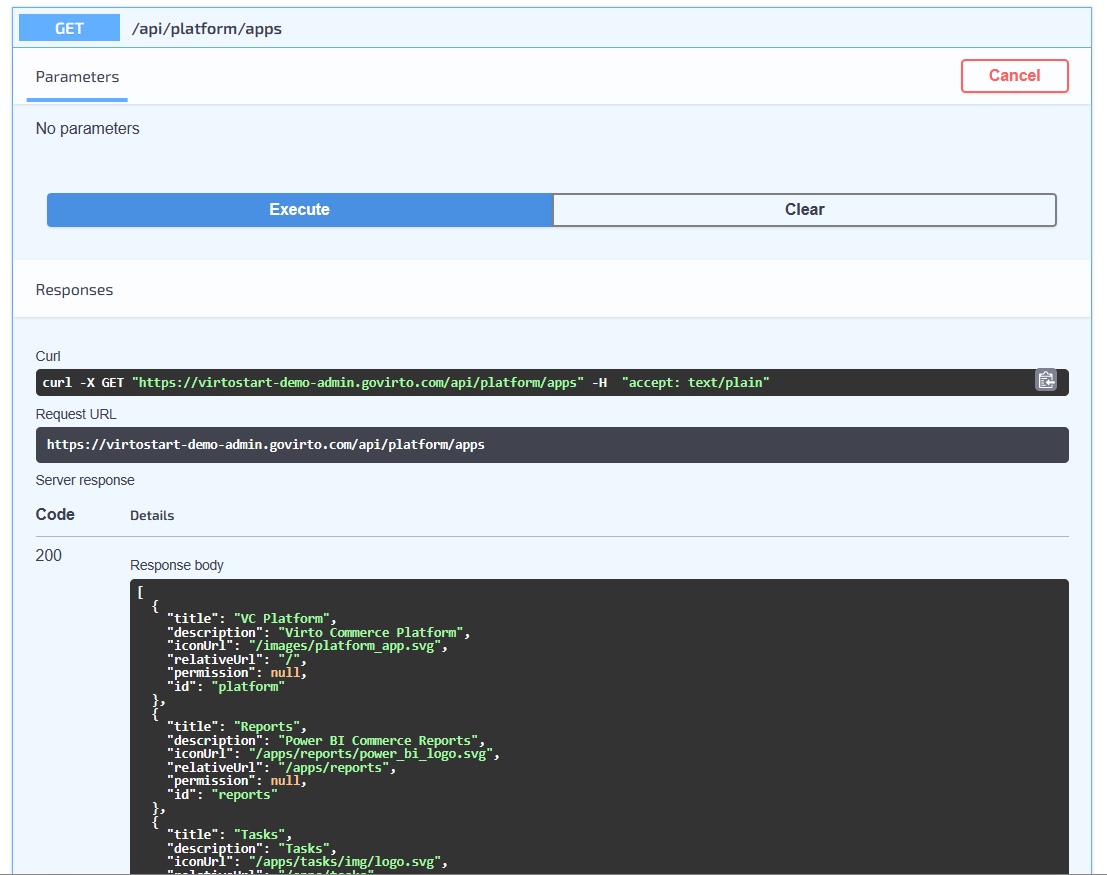 GET /api/platform/apps
Parameters
Cancel
No parameters
Execute
Clear
Responses
Curl
curl -X GET "https://virtostart-demo-admin.govirto.com/api/platform/apps" -H  "accept: text/plain"
Request URL
https://virtostart-demo-admin.govirto.com/api/platform/apps
Server response
Code Details
200
Response body
[
  {
    "title": "VC Platform",
    "description": "Virto Commerce Platform",
    "iconUrl": "/images/platform_app.svg",
    "relativeUrl": "/",
    "permission": null,
    "id": "platform"
  },
  {
    "title": "Reports",
    "description": "Power BI Commerce Reports",
    "iconUrl": "/apps/reports/power_bi_logo.svg",
    "relativeUrl": "/apps/reports",
    "permission": null,
    "id": "reports"
  },
  {
    "title": "Tasks",
    "description": "Tasks",
    "iconUrl": "/apps/tasks/img/logo.svg",
    "relativeUrl": "/apps/tasks"